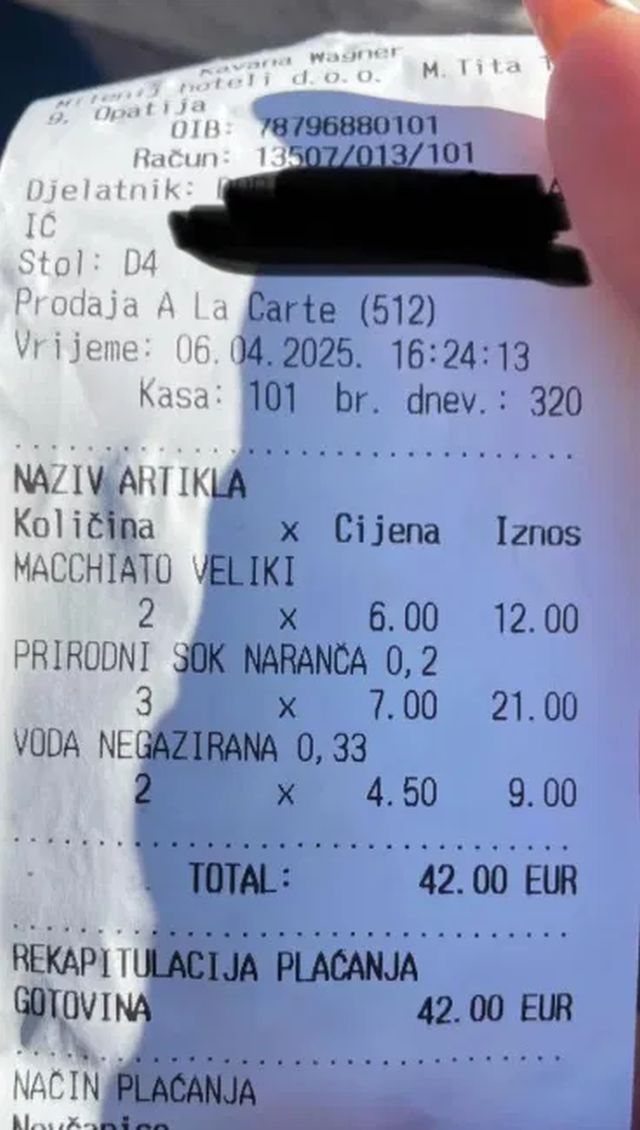 Kavana Wagner
Milenij hoteli d.o.o. M. Tita
9, Opatija
OIB: 78796880101
Račun: 13507/013/101
Djelatnik:
IĆ
Stol: D4
Prodaja A La Carte (512)
Vrijeme: 06.04.2025. 16:24:13
Kasa: 101 br. dnev.: 320
NAZIV ARTIKLA
Količina x Cijena Iznos
MACCHIATO VELIKI
2 x 6.00 12.00
PRIRODNI SOK NARANČA 0,2
3 x 7.00 21.00
VODA NEGAZIRANA 0,33
2 x 4.50 9.00
TOTAL: 42.00 EUR
REKAPITULACIJA PLAĆANJA
GOTOVINA 42.00 EUR
NAČIN PLAĆANJA
Novčanice